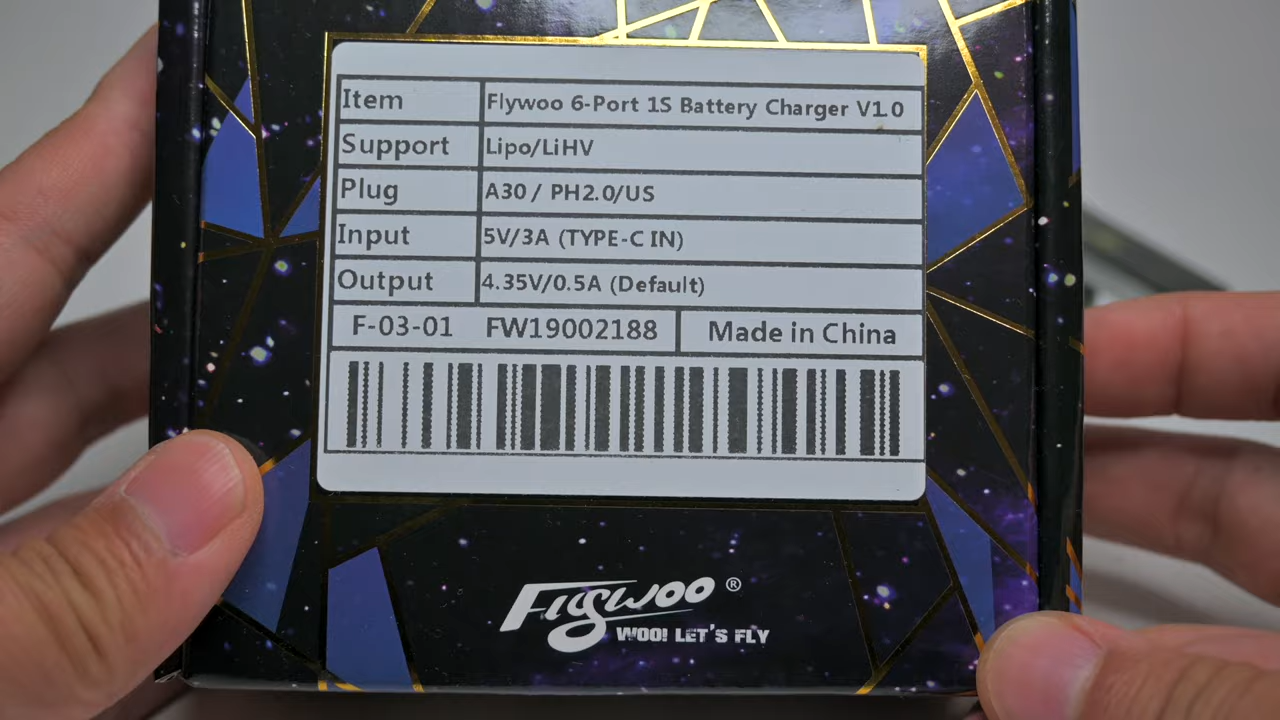 Item Flywoo 6-Port 1S Battery Charger V1.0
Support Lipo/LiHV
Plug A30 / PH2.0/US
Input 5V/3A (TYPE-C IN)
Output 4.35V/0.5A (Default)
F-03-01 FW19002188 Made in China
Flywoo ®
WOO! LET'S FLY